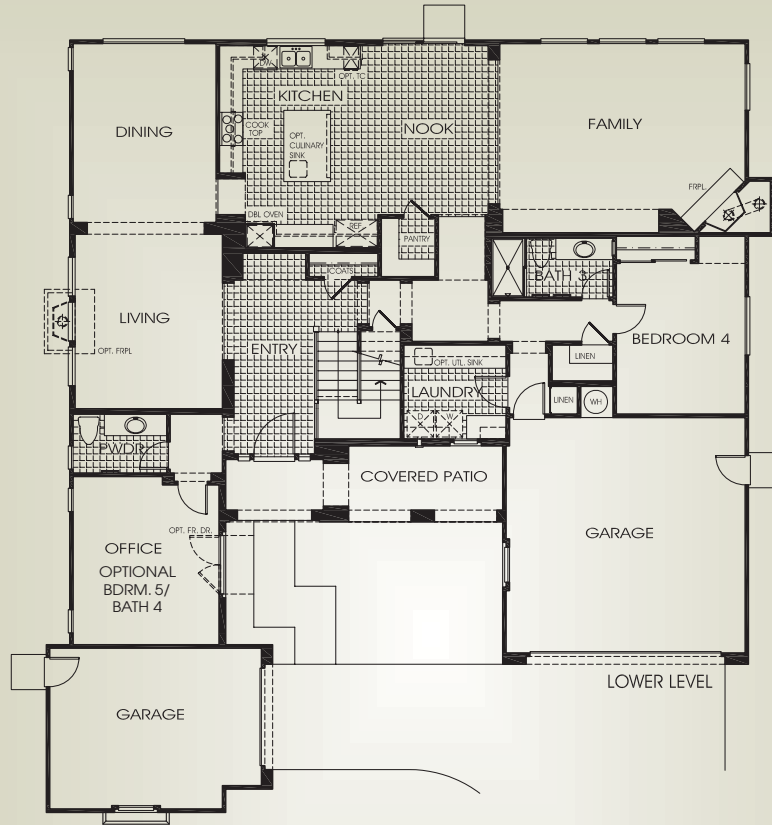 DW
OPT. TC
KITCHEN
DINING
COOK
TOP
OPT.
CULINARY
SINK
NOOK
FAMILY
FRPL.
DBL OVEN
REF.
PANTRY
COATS
BATH 3
LIVING
OPT. FRPL
ENTRY
BEDROOM 4
LINEN
OPT. UTL. SINK
LAUNDRY
LINEN
WH
D
W
PWDR
COVERED PATIO
OPT. FR. DR.
OFFICE
OPTIONAL
BDRM. 5/
BATH 4
GARAGE
LOWER LEVEL
GARAGE